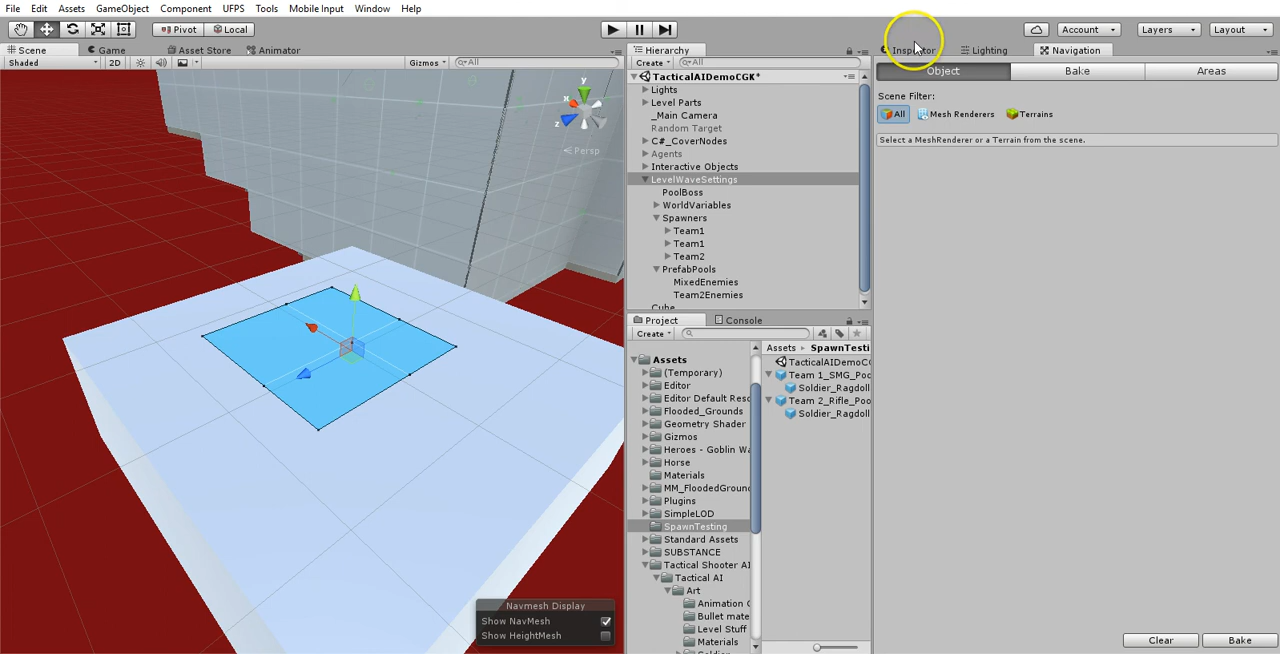 File Edit Assets GameObject Component UFPS Tools Mobile Input Window Help
Pivot Local Account Layers Layout
Scene Game Asset Store Animator
Shaded 2D Gizmos All
y
x
z
Persp
Navmesh Display
Show NavMesh
Show HeightMesh
Hierarchy
Create All
TacticalAIDemoCGK*
Lights
Level Parts
_Main Camera
Random Target
C#_CoverNodes
Agents
Interactive Objects
LevelWaveSettings
PoolBoss
WorldVariables
Spawners
Team1
Team1
Team2
PrefabPools
MixedEnemies
Team2Enemies
Cube
Project Console
Create
Assets
(Temporary)
Editor
Editor Default Reso
Flooded_Grounds
Geometry Shader
Gizmos
Heroes - Goblin Wa
Horse
Materials
MM_FloodedGround
Plugins
SimpleLOD
SpawnTesting
Standard Assets
SUBSTANCE
Tactical Shooter AI
Tactical AI
Art
Animation C
Bullet mate
Level Stuff
Materials
Assets SpawnTesti
TacticalAIDemoCG
Team 1_SMG_Poo
Soldier_Ragdoll
Team 2_Rifle_Poo
Soldier_Ragdoll
Inspector Lighting Navigation
Object Bake Areas
Scene Filter:
All Mesh Renderers Terrains
Select a MeshRenderer or a Terrain from the scene.
Clear Bake